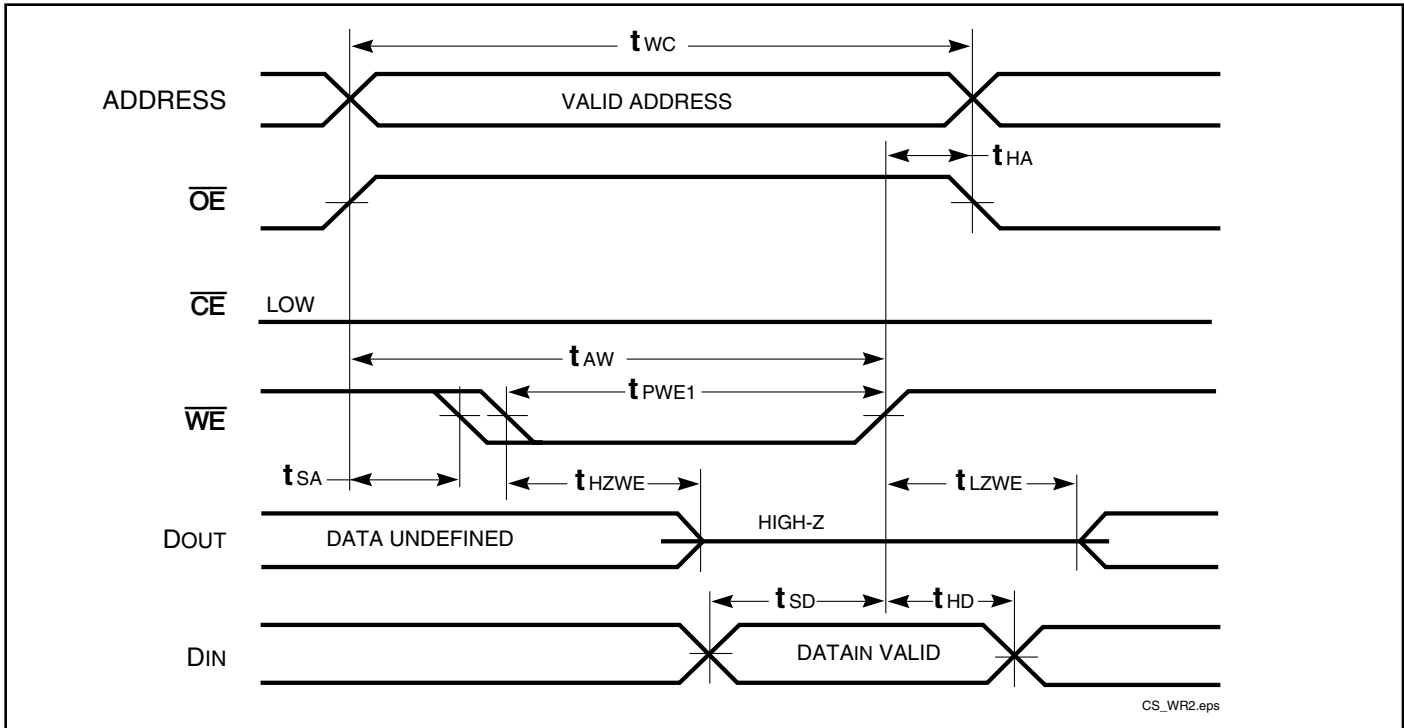 tWC
ADDRESS
VALID ADDRESS
tHA
OE
CE
LOW
tAW
tPWE1
WE
tSA
tHZWE
tLZWE
HIGH-Z
DOUT
DATA UNDEFINED
tSD
tHD
DIN
DATAIN VALID
CS_WR2.eps